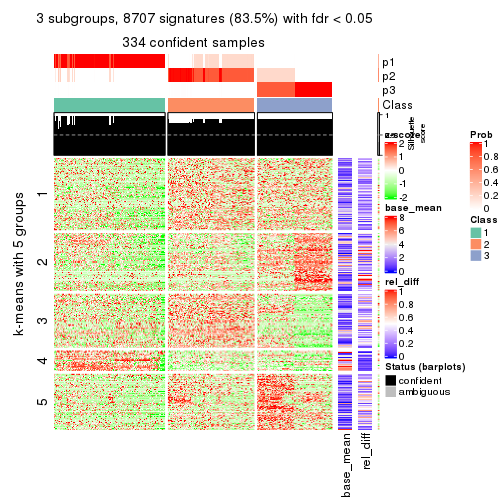 3 subgroups, 8707 signatures (83.5%) with fdr < 0.05
334 confident samples
p1
p2
p3
Class
1
0
Silhouette
score
k-means with 5 groups
1
2
3
4
5
base_mean
rel_diff
z-score
2
1
0
-1
-2
base_mean
8
6
4
2
0
rel_diff
1
0.8
0.6
0.4
0.2
0
Status (barplots)
confident
ambiguous
Prob
1
0.8
0.6
0.4
0.2
0
Class
1
2
3